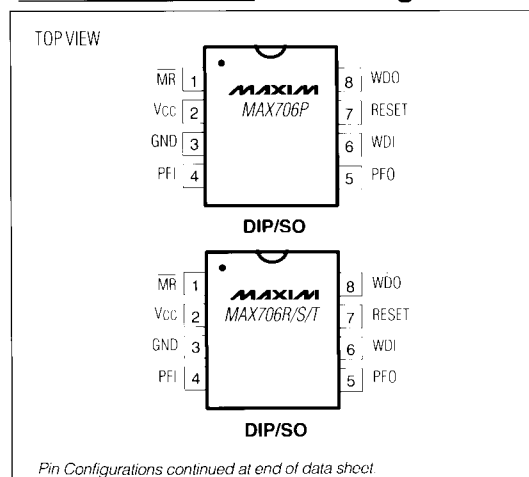 TOP VIEW
MR 1
8 WDO
MAXIM
MAX706P
VCC 2
7 RESET
GND 3
6 WDI
PFI 4
5 PFO
DIP/SO
MR 1
8 WDO
MAXIM
MAX706R/S/T
VCC 2
7 RESET
GND 3
6 WDI
PFI 4
5 PFO
DIP/SO
Pin Configurations continued at end of data sheet.